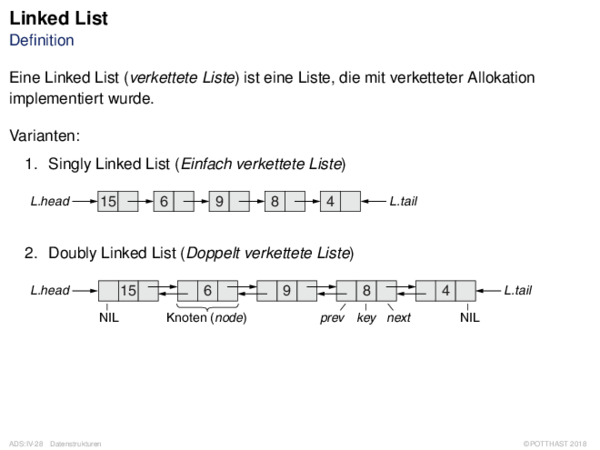 Linked List
Definition
Eine Linked List (verkettete Liste) ist eine Liste, die mit verketteter Allokation
implementiert wurde.
Varianten:
1. Singly Linked List (Einfach verkettete Liste)
L.head 15 6 9 8 4 L.tail
2. Doubly Linked List (Doppelt verkettete Liste)
L.head 15 6 9 8 4 L.tail
NIL Knoten (node) prev key next NIL
ADS:IV-28 Datenstrukturen ©POTTHAST 2018